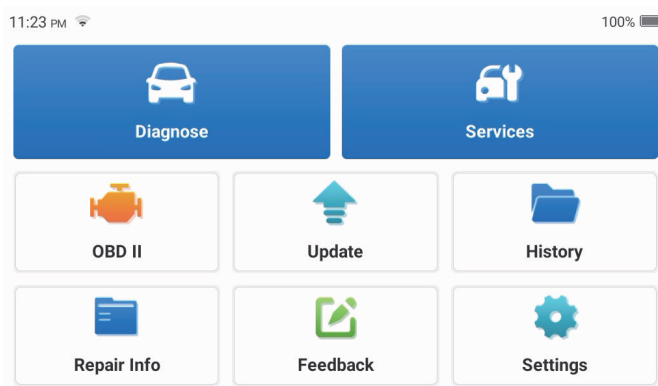 11:23 PM 100%
Diagnose Services
OBD II Update History
Repair Info Feedback Settings